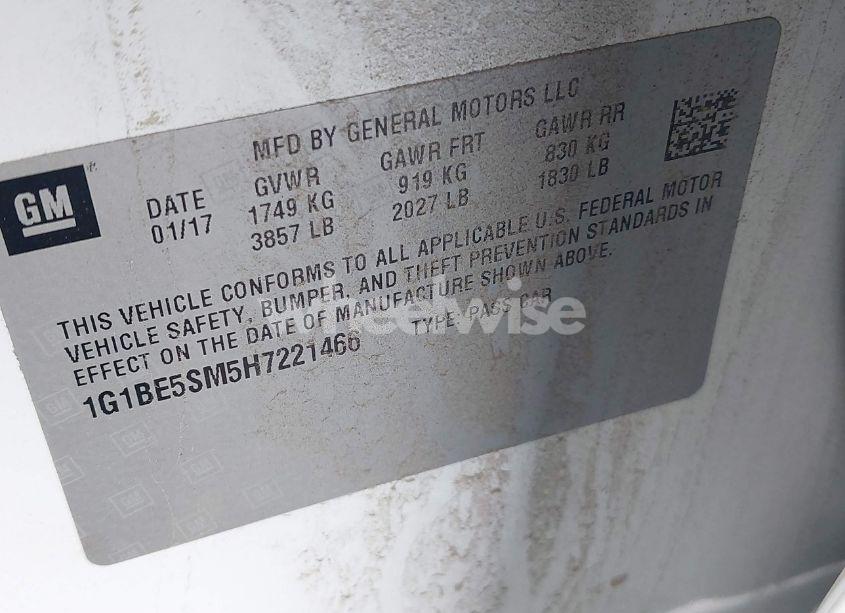 GM
MFD BY GENERAL MOTORS LLC
DATE GVWR GAWR FRT GAWR RR
01/17 1749 KG 919 KG 830 KG
3857 LB 2027 LB 1830 LB
THIS VEHICLE CONFORMS TO ALL APPLICABLE U.S. FEDERAL MOTOR
VEHICLE SAFETY, BUMPER, AND THEFT PREVENTION STANDARDS IN
EFFECT ON THE DATE OF MANUFACTURE SHOWN ABOVE.
1G1BE5SM5H7221466 TYPE: PASS CAR
wheelwise